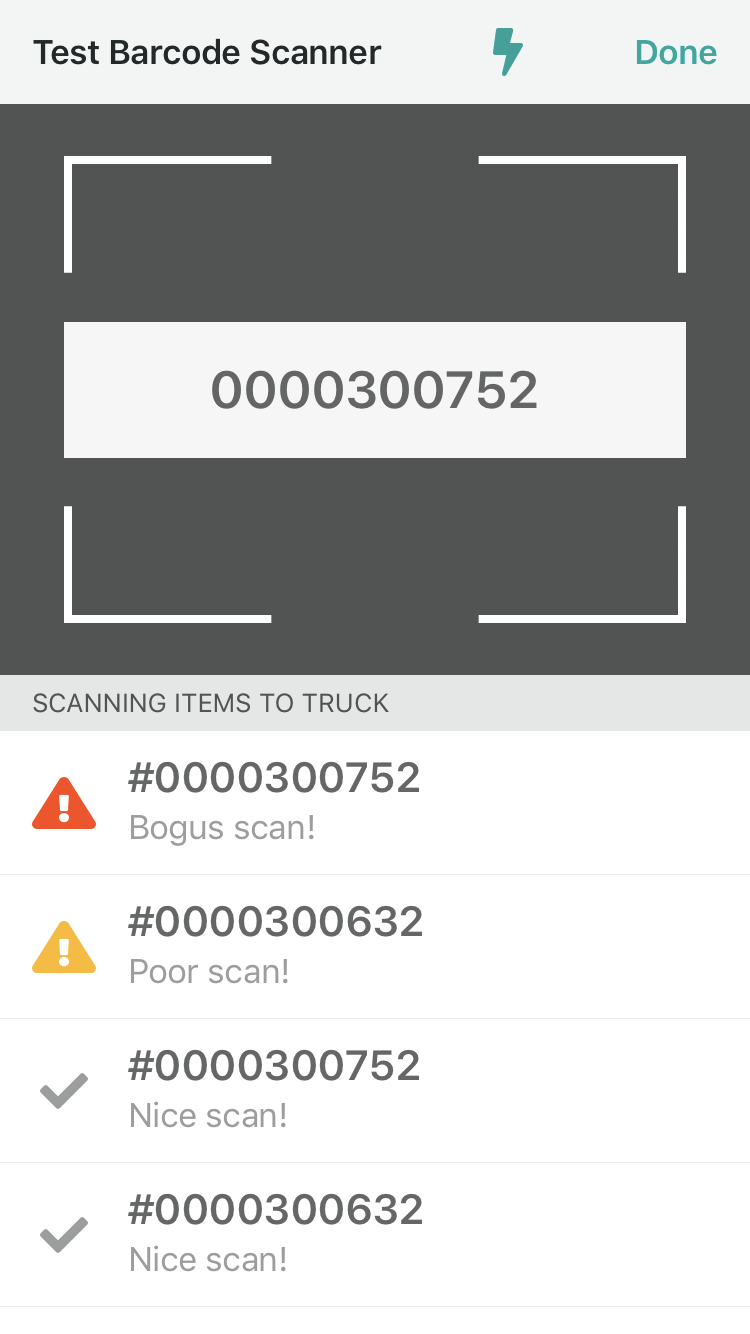 Test Barcode Scanner
Done
0000300752
SCANNING ITEMS TO TRUCK
#0000300752
Bogus scan!
#0000300632
Poor scan!
#0000300752
Nice scan!
#0000300632
Nice scan!